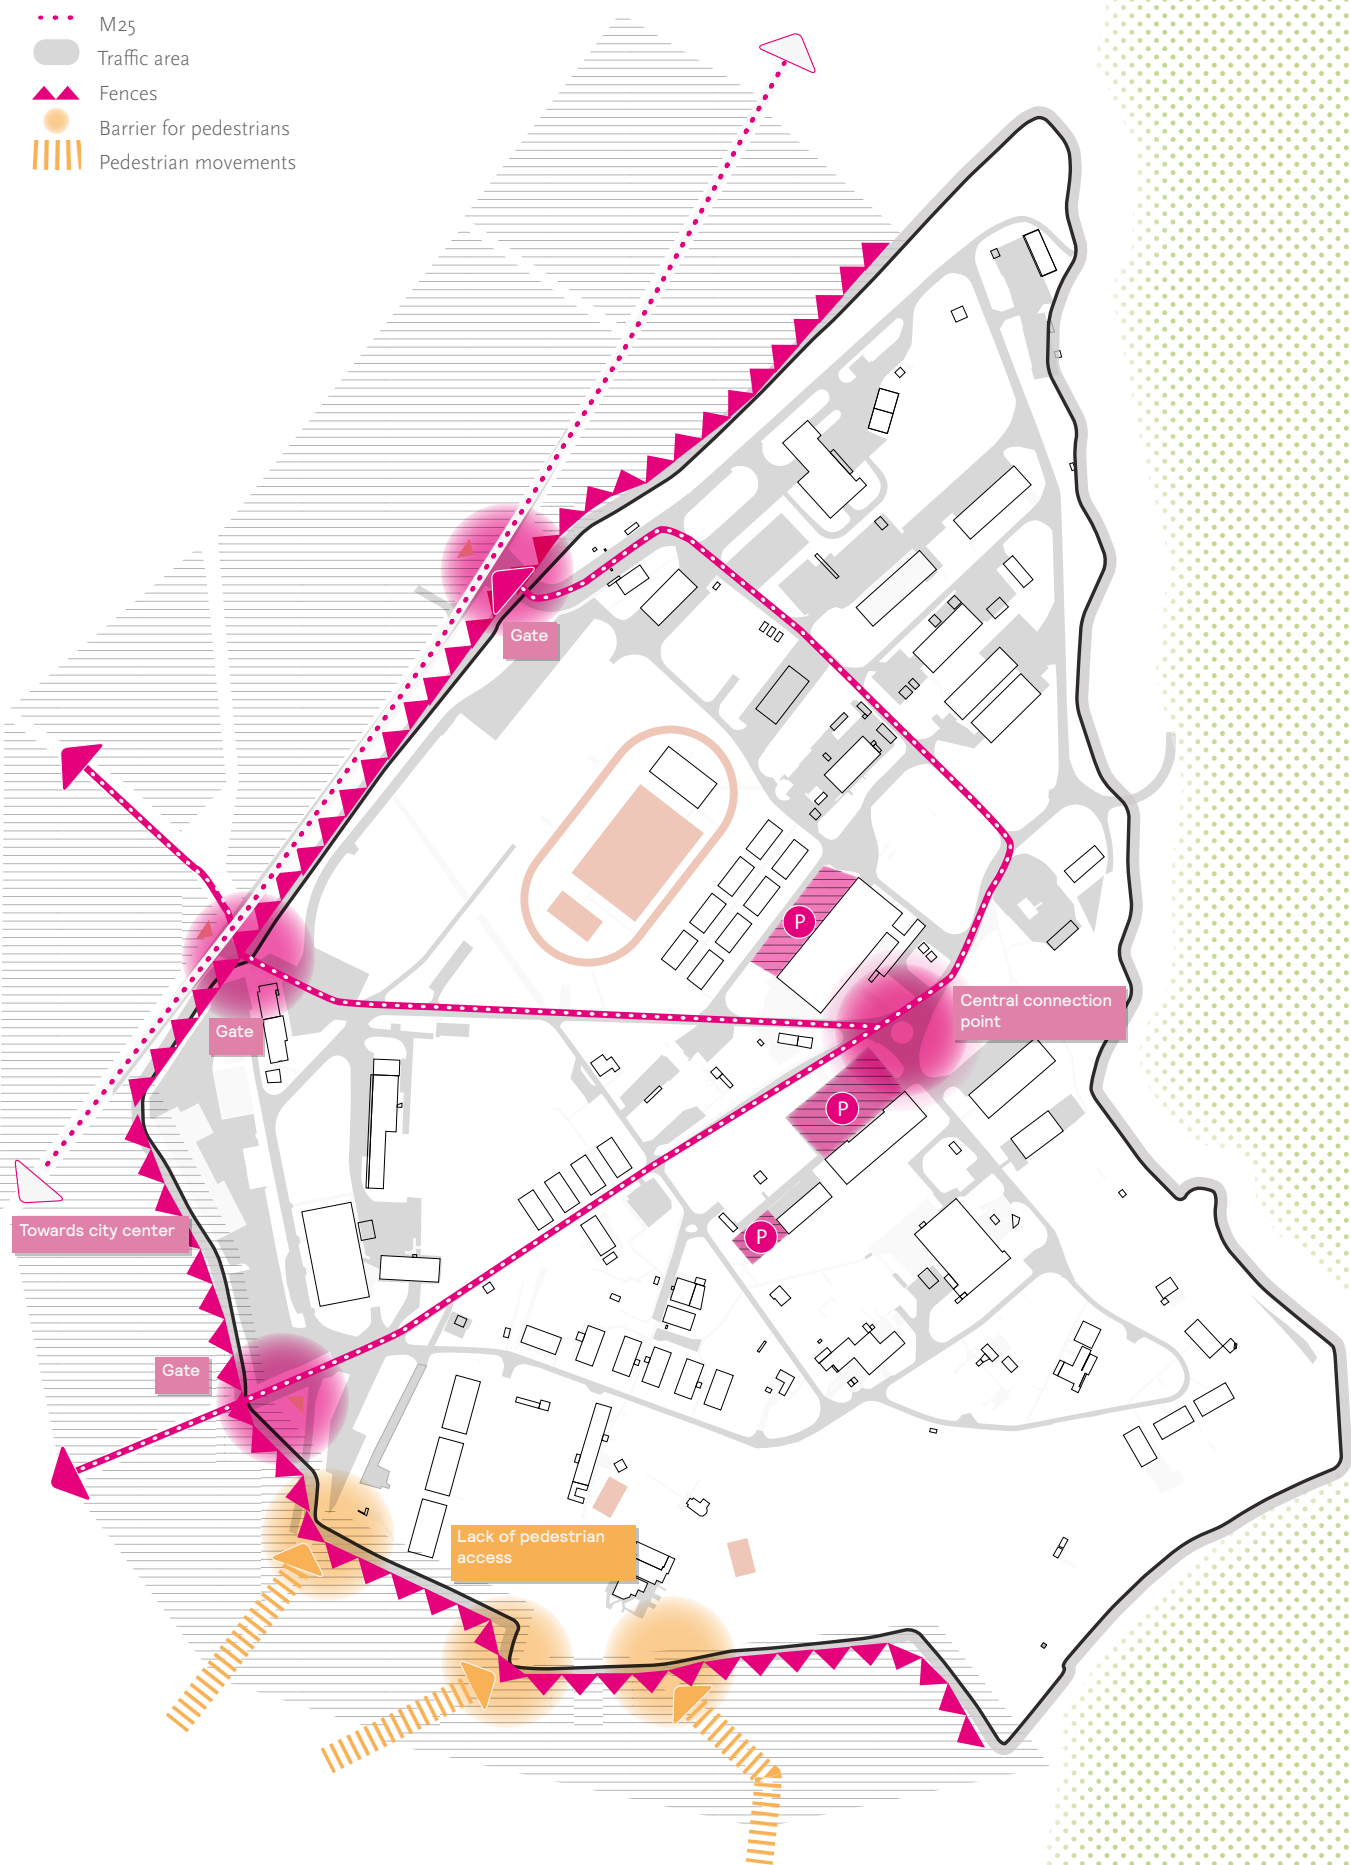 M25
Traffic area
Fences
Barrier for pedestrians
Pedestrian movements
Gate
P
Central connection
point
Gate
P
Towards city center
P
Gate
Lack of pedestrian
access